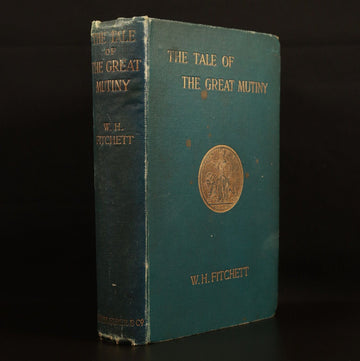 THE TALE
OF
THE GREAT
MUTINY
W. H.
FITCHETT
THE TALE OF
THE GREAT MUTINY
W. H. FITCHETT